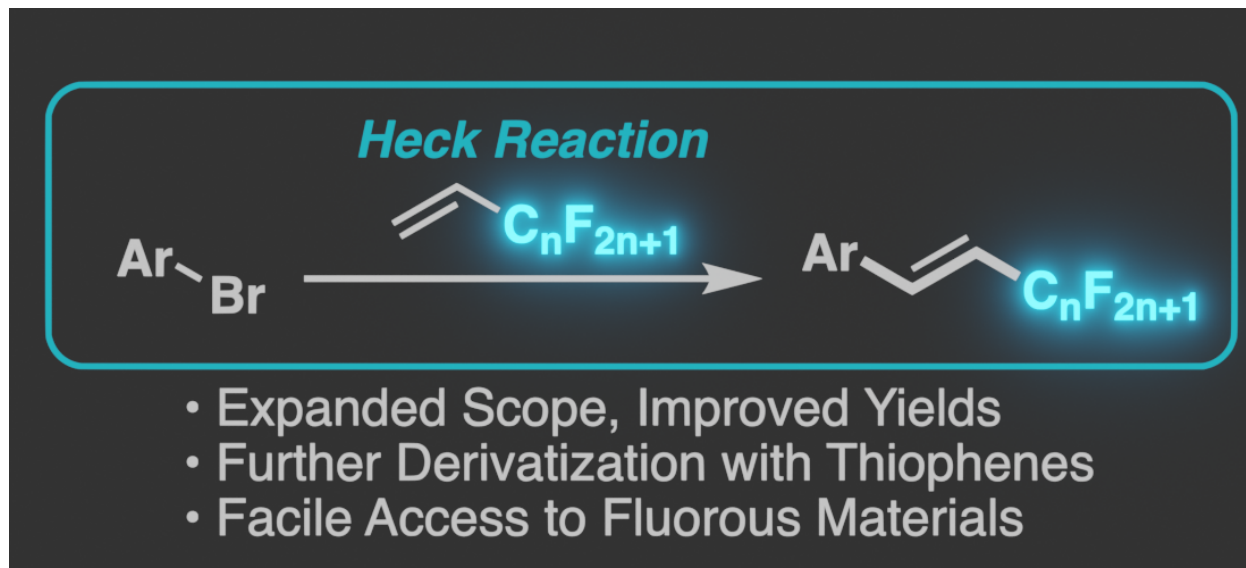 Heck Reaction
CnF2n+1
Ar
Br
Ar
CnF2n+1
• Expanded Scope, Improved Yields
• Further Derivatization with Thiophenes
• Facile Access to Fluorous Materials